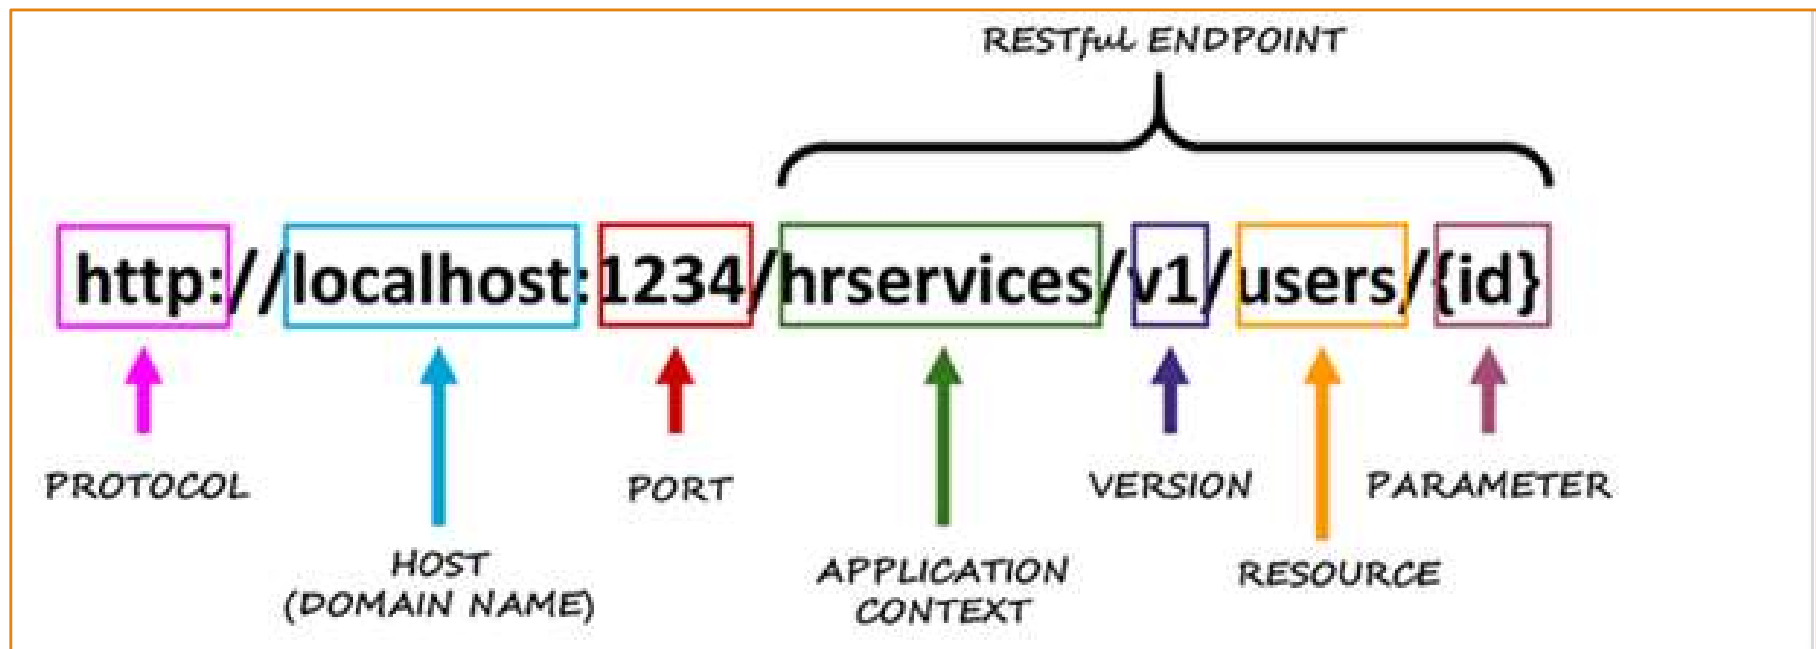 RESTful ENDPOINT
http://localhost:1234/hrservices/v1/users/{id}
PROTOCOL
HOST
(DOMAIN NAME)
PORT
APPLICATION
CONTEXT
VERSION
RESOURCE
PARAMETER